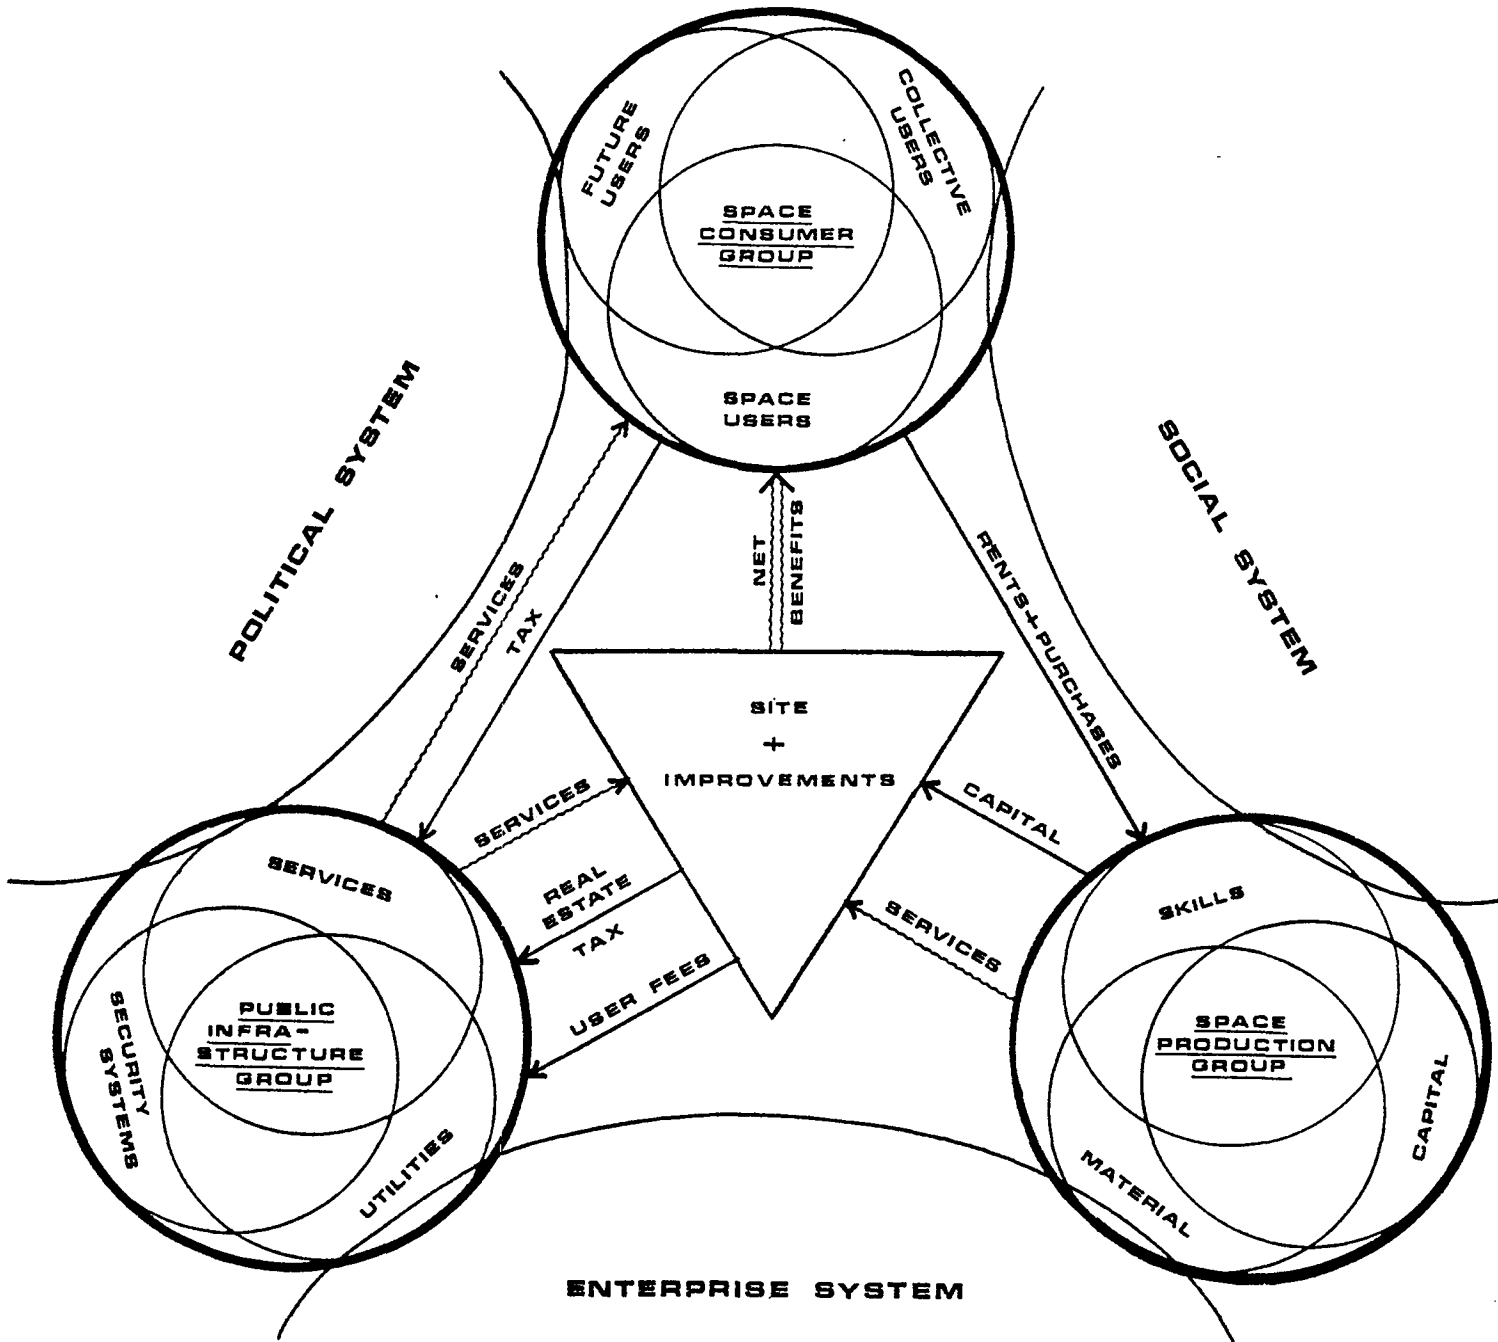 FUTURE
USERS
COLLECTIVE
USERS
SPACE
CONSUMER
GROUP
SPACE
USERS
POLITICAL SYSTEM
SOCIAL SYSTEM
SERVICES
TAX
NET
BENEFITS
RENTS+PURCHASES
SITE
+
IMPROVEMENTS
SERVICES
REAL
ESTATE
TAX
USER FEES
CAPITAL
SERVICES
SERVICES
SECURITY
SYSTEMS
PUBLIC
INFRA-
STRUCTURE
GROUP
UTILITIES
SKILLS
SPACE
PRODUCTION
GROUP
CAPITAL
MATERIAL
ENTERPRISE SYSTEM